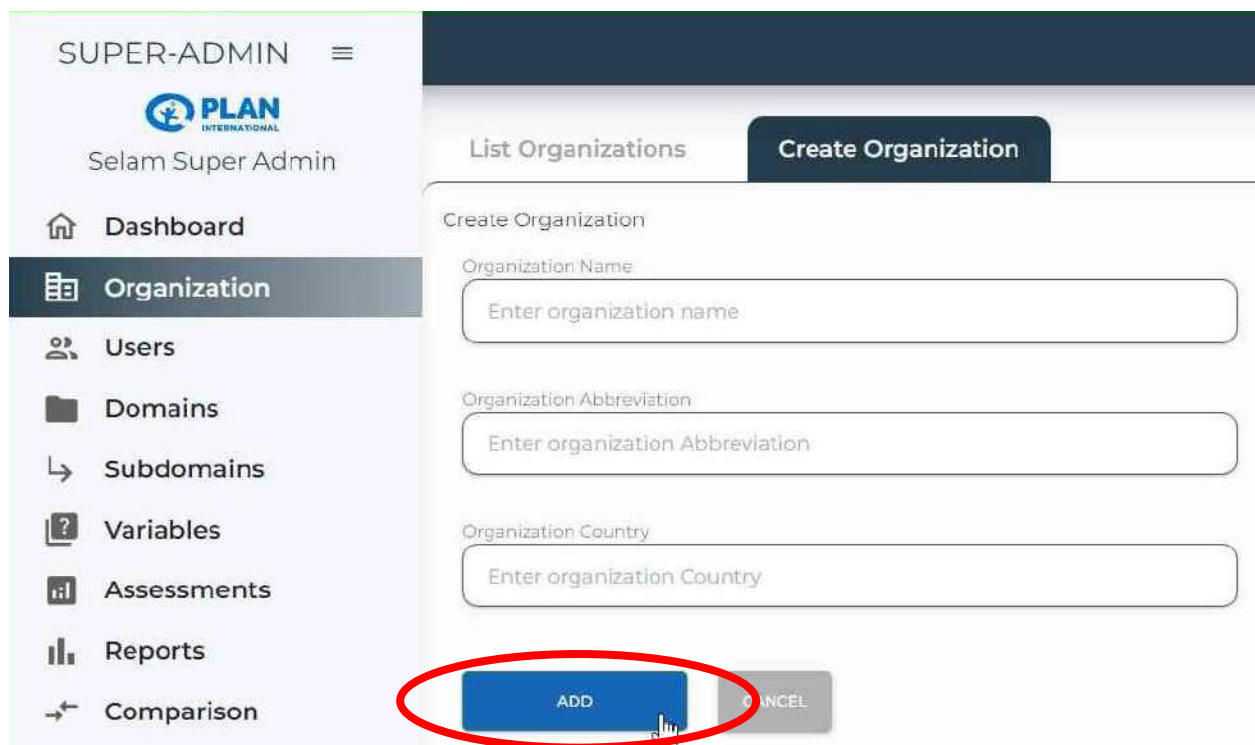 SUPER-ADMIN
PLAN
INTERNATIONAL
Selam Super Admin
Dashboard
Organization
Users
Domains
Subdomains
Variables
Assessments
Reports
Comparison
List Organizations
Create Organization
Create Organization
Organization Name
Enter organization name
Organization Abbreviation
Enter organization Abbreviation
Organization Country
Enter organization Country
ADD
CANCEL